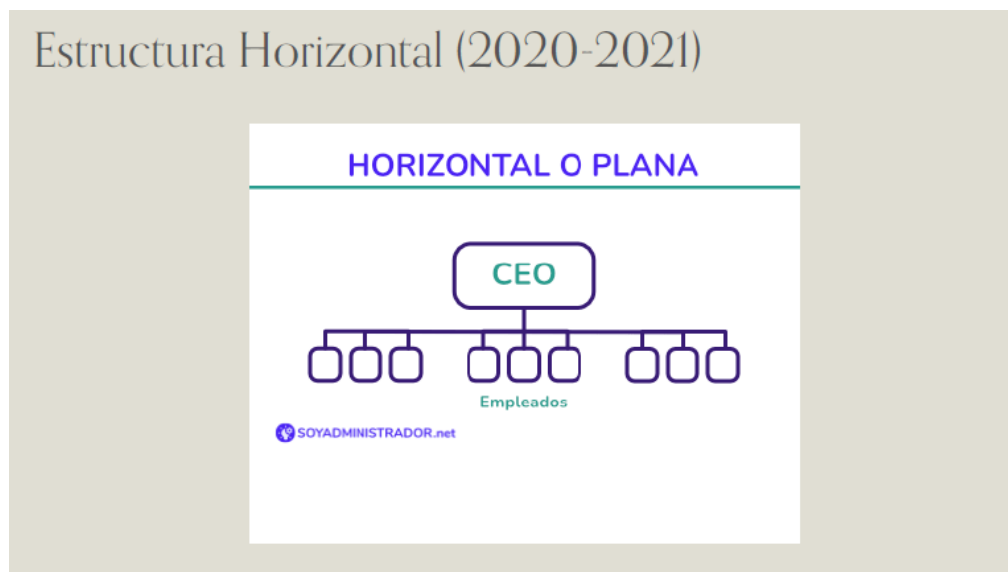 Estructura Horizontal (2020-2021)
HORIZONTAL O PLANA
CEO
Empleados
SOYADMINISTRADOR.net